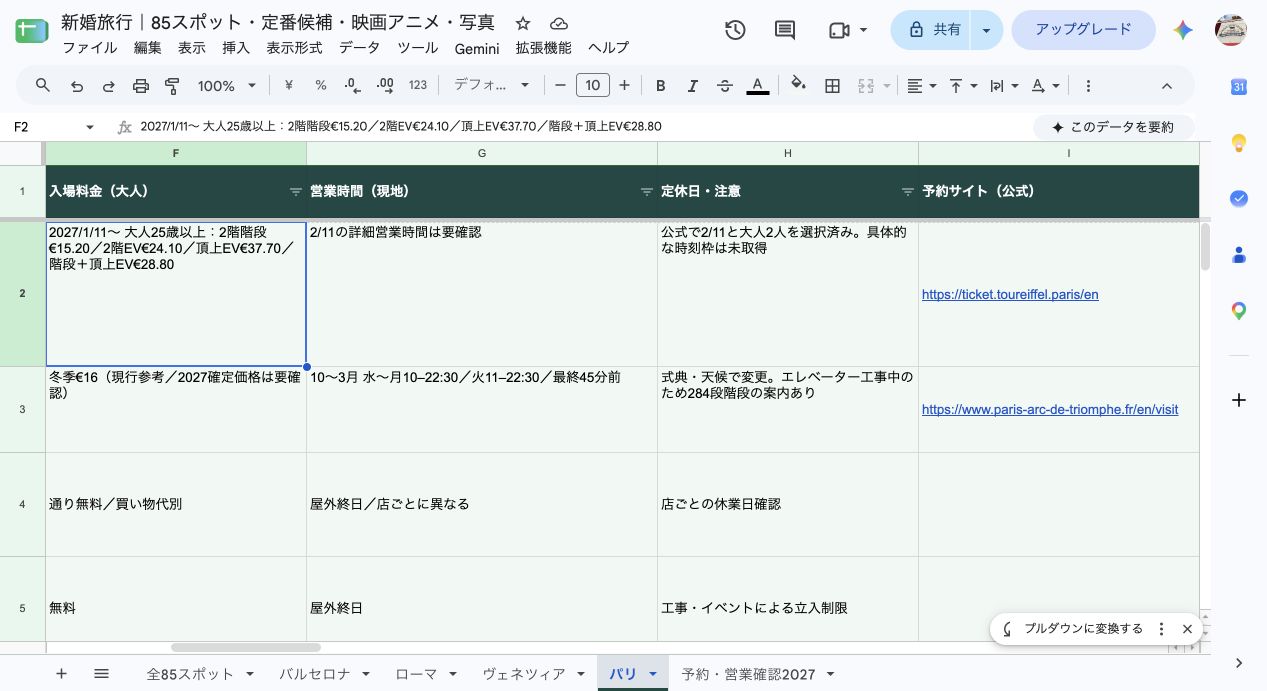 新婚旅行｜85スポット・定番候補・映画アニメ・写真
ファイル 編集 表示 挿入 表示形式 データ ツール Gemini 拡張機能 ヘルプ
共有
アップグレード
100% ¥ % .0 .00 123 デフォ... 10 B I A
31
F2
fx 2027/1/11〜 大人25歳以上：2階階段€15.20／2階EV€24.10／頂上EV€37.70／階段＋頂上EV€28.80
このデータを要約
F G H I
1 入場料金（大人） 営業時間（現地） 定休日・注意 予約サイト（公式）
2
2027/1/11〜 大人25歳以上：2階階段
€15.20／2階EV€24.10／頂上EV€37.70／
階段＋頂上EV€28.80
2/11の詳細営業時間は要確認
公式で2/11と大人2人を選択済み。具体的
な時刻枠は未取得
https://ticket.toureiffel.paris/en
3
冬季€16（現行参考／2027確定価格は要確
認）
10〜3月 水〜月10–22:30／火11–22:30／最終45分前
式典・天候で変更。エレベーター工事中の
ため284段階段の案内あり
https://www.paris-arc-de-triomphe.fr/en/visit
4 通り無料／買い物代別 屋外終日／店ごとに異なる 店ごとの休業日確認
5 無料 屋外終日 工事・イベントによる立入制限
プルダウンに変換する
全85スポット バルセロナ ローマ ヴェネツィア パリ 予約・営業確認2027